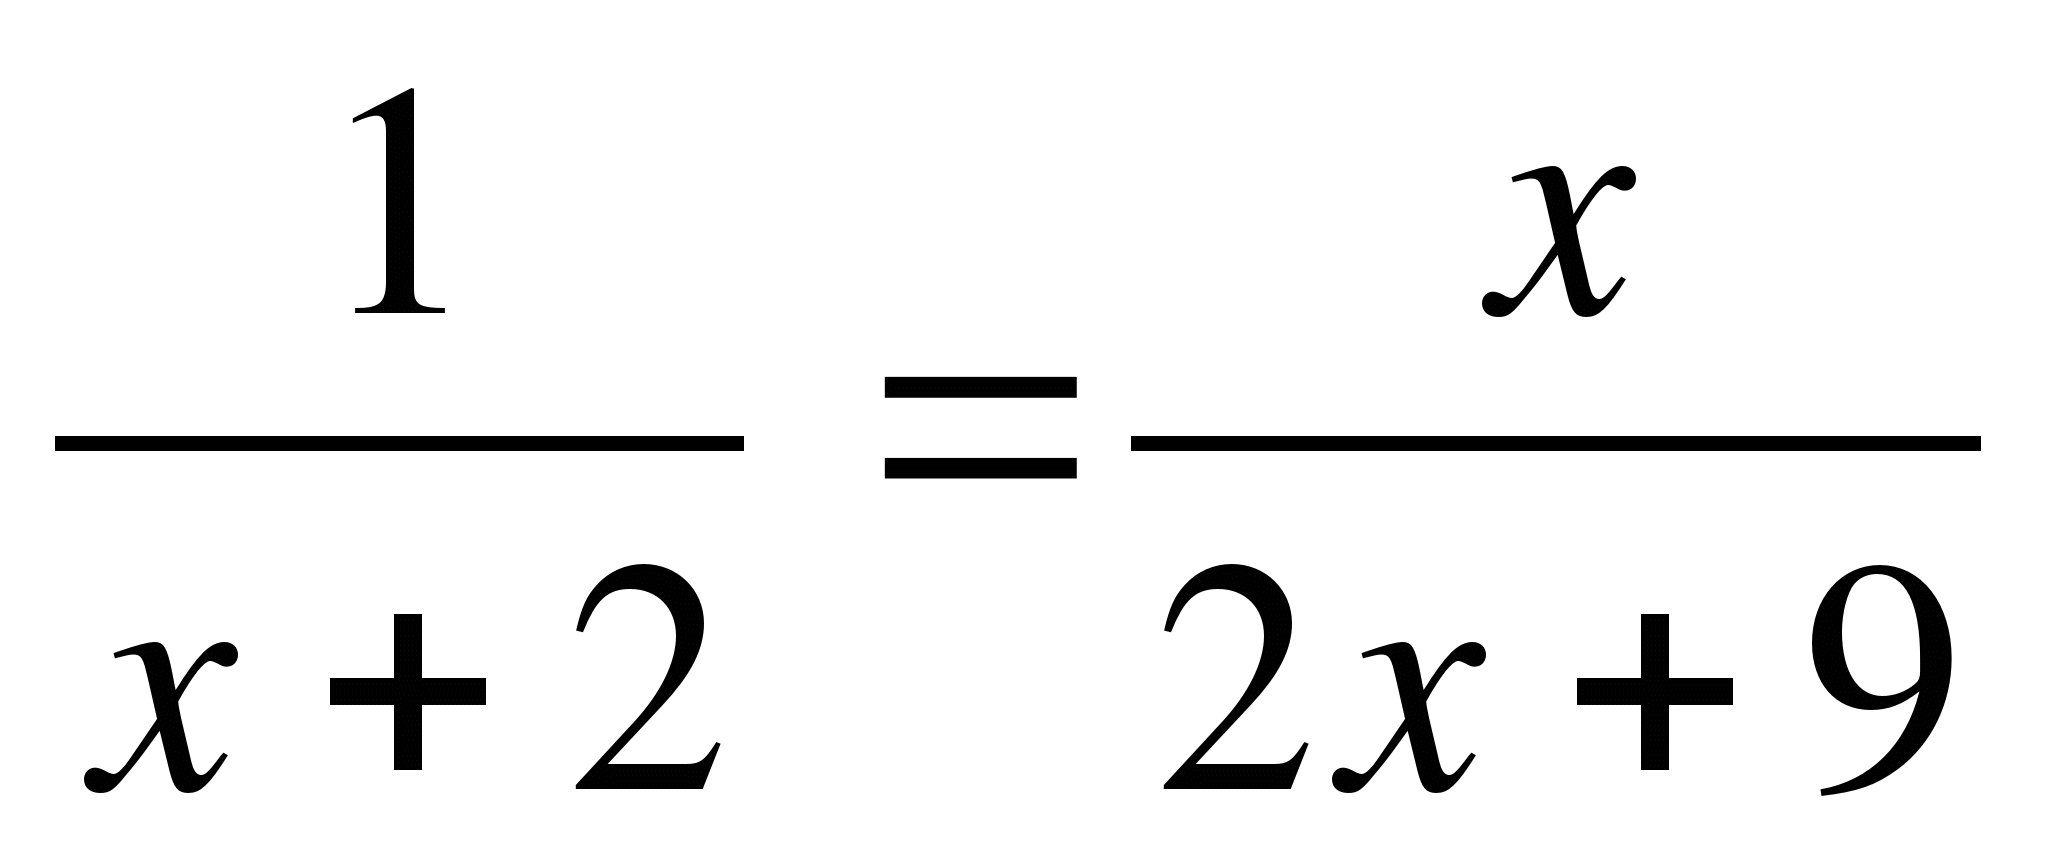 1/(x + 2) = x/(2x + 9)